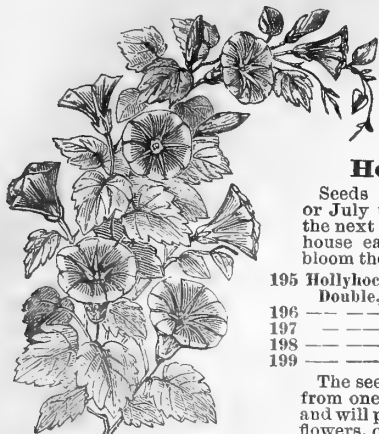 Ho
Seeds
or July
the next
house ea
bloom the
195 Hollyhoc
Double.
196 — —
197 — —
198 — —
199 — —
The see
from one
and will p
flowers, o